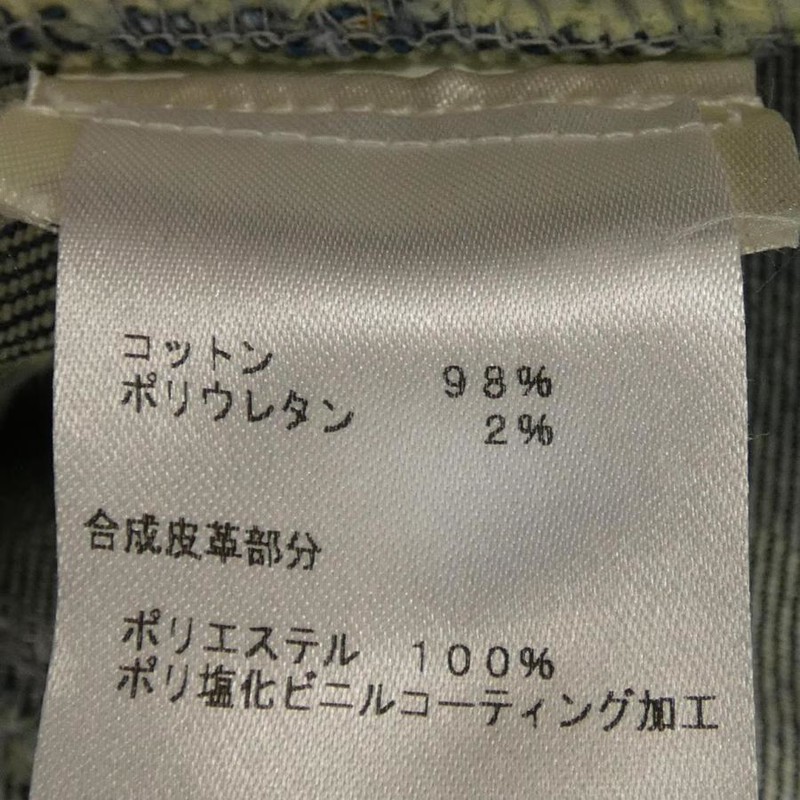 コットン 98%
ポリウレタン 2%
合成皮革部分
ポリエステル 100%
ポリ塩化ビニルコーティング加工